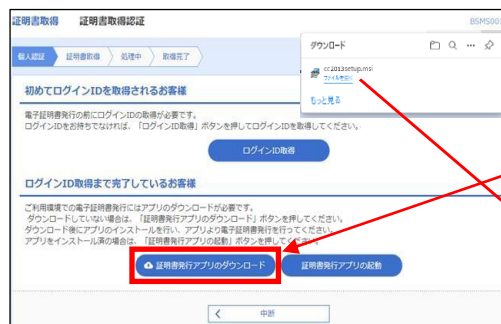 証明書取得 証明書取得認証
BSMS001
個人認証 証明書取得 処理中 取得完了
ダウンロード
cc2013setup.msi
ファイルを開く
もっと見る
初めてログインIDを取得されるお客様
電子証明書発行の前にログインIDの取得が必要です。
ログインIDをお持ちでなければ、「ログインID取得」ボタンを押してログインIDを取得してください。
ログインID取得
ログインID取得まで完了しているお客様
ご利用環境での電子証明書発行にはアプリのダウンロードが必要です。
ダウンロードしていない場合は、「証明書発行アプリのダウンロード」ボタンを押してください。
ダウンロード後にアプリのインストールを行い、アプリより電子証明書発行を行ってください。
アプリをインストール済の場合は、「証明書発行アプリの起動」ボタンを押してください。
証明書発行アプリのダウンロード 証明書発行アプリの起動
中断